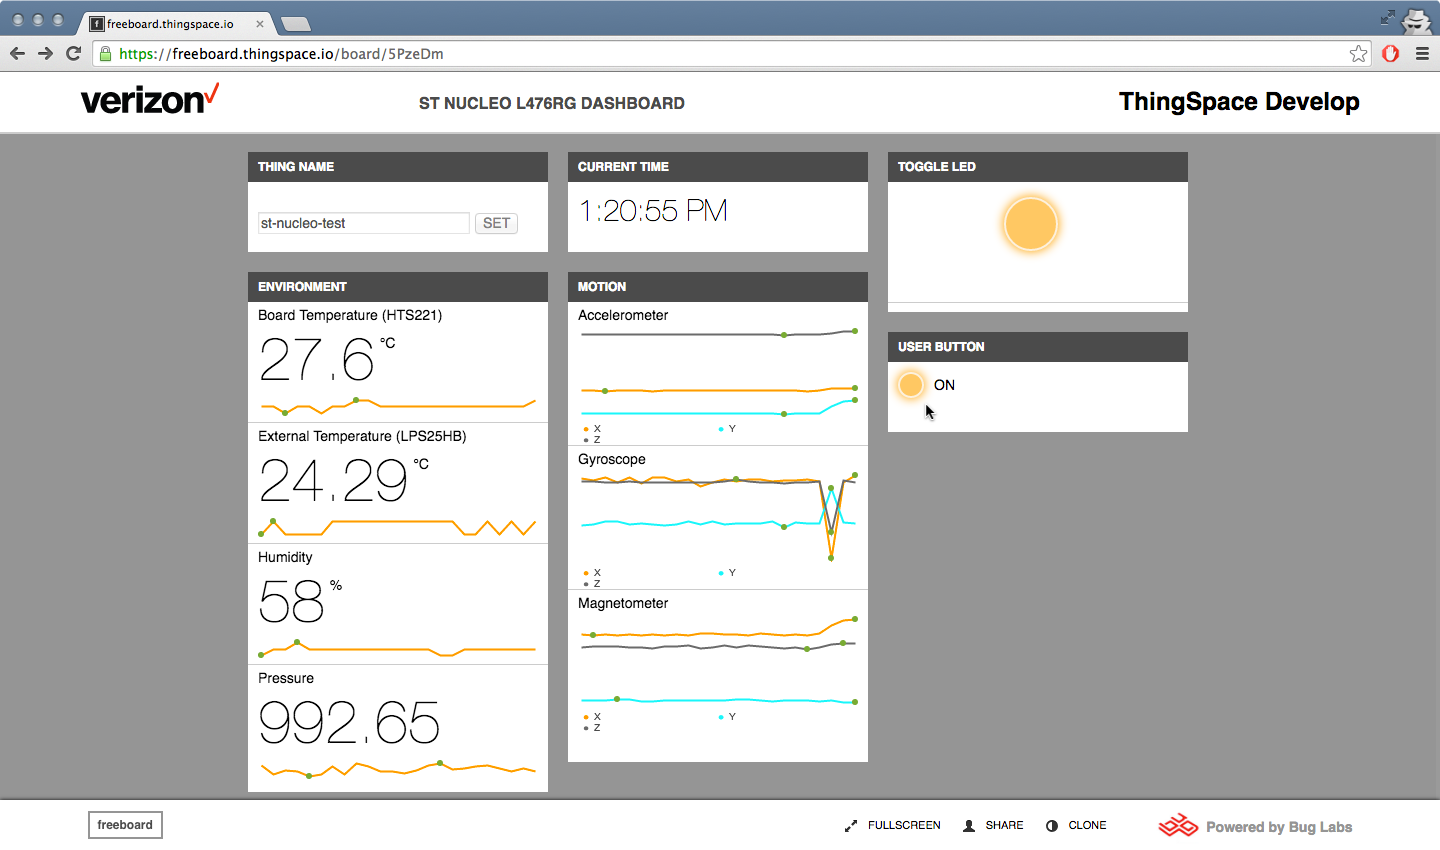 freeboard.thingspace.io
https://freeboard.thingspace.io/board/5PzeDm
verizon
ST NUCLEO L476RG DASHBOARD
ThingSpace Develop
THING NAME
st-nucleo-test SET
CURRENT TIME
1:20:55 PM
TOGGLE LED
ENVIRONMENT
Board Temperature (HTS221)
27.6 °C
External Temperature (LPS25HB)
24.29 °C
Humidity
58 %
Pressure
992.65
MOTION
Accelerometer
X Y
Z
Gyroscope
X Y
Z
Magnetometer
X Y
Z
USER BUTTON
ON
freeboard
FULLSCREEN SHARE CLONE
Powered by Bug Labs